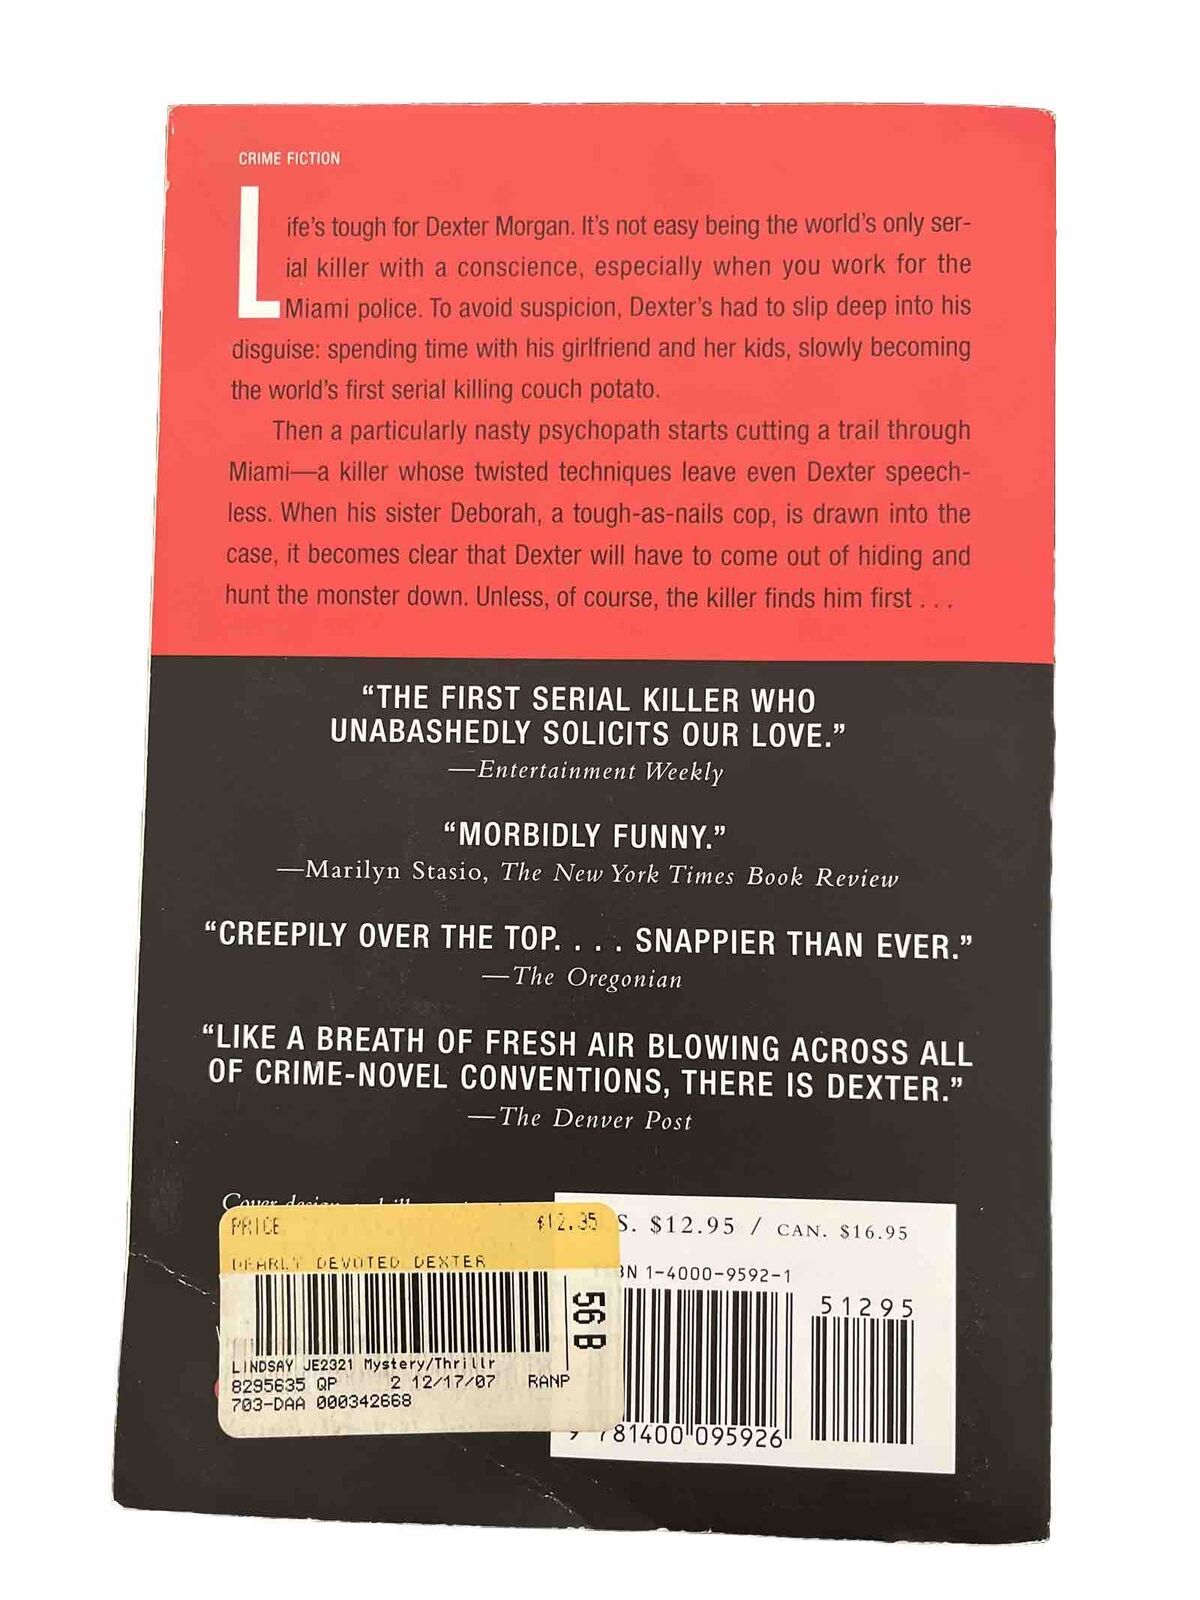 CRIME FICTION
Life's tough for Dexter Morgan. It's not easy being the world's only ser-
ial killer with a conscience, especially when you work for the
Miami police. To avoid suspicion, Dexter's had to slip deep into his
disguise: spending time with his girlfriend and her kids, slowly becoming
the world's first serial killing couch potato.
Then a particularly nasty psychopath starts cutting a trail through
Miami—a killer whose twisted techniques leave even Dexter speech-
less. When his sister Deborah, a tough-as-nails cop, is drawn into the
case, it becomes clear that Dexter will have to come out of hiding and
hunt the monster down. Unless, of course, the killer finds him first . . .
“THE FIRST SERIAL KILLER WHO
UNABASHEDLY SOLICITS OUR LOVE.”
—Entertainment Weekly
“MORBIDLY FUNNY.”
—Marilyn Stasio, The New York Times Book Review
“CREEPILY OVER THE TOP. . . . SNAPPIER THAN EVER.”
—The Oregonian
“LIKE A BREATH OF FRESH AIR BLOWING ACROSS ALL
OF CRIME-NOVEL CONVENTIONS, THERE IS DEXTER.”
—The Denver Post
Cover design
PRICE $12.95
DEARLY DEVOTED DEXTER
56 B
LINDSAY JE2321 Mystery/Thrillr
8295635 QP 2 12/17/07 RANP
703-DAA 000342668
S. $12.95 / CAN. $16.95
BN 1-4000-9592-1
51295
9 781400 095926